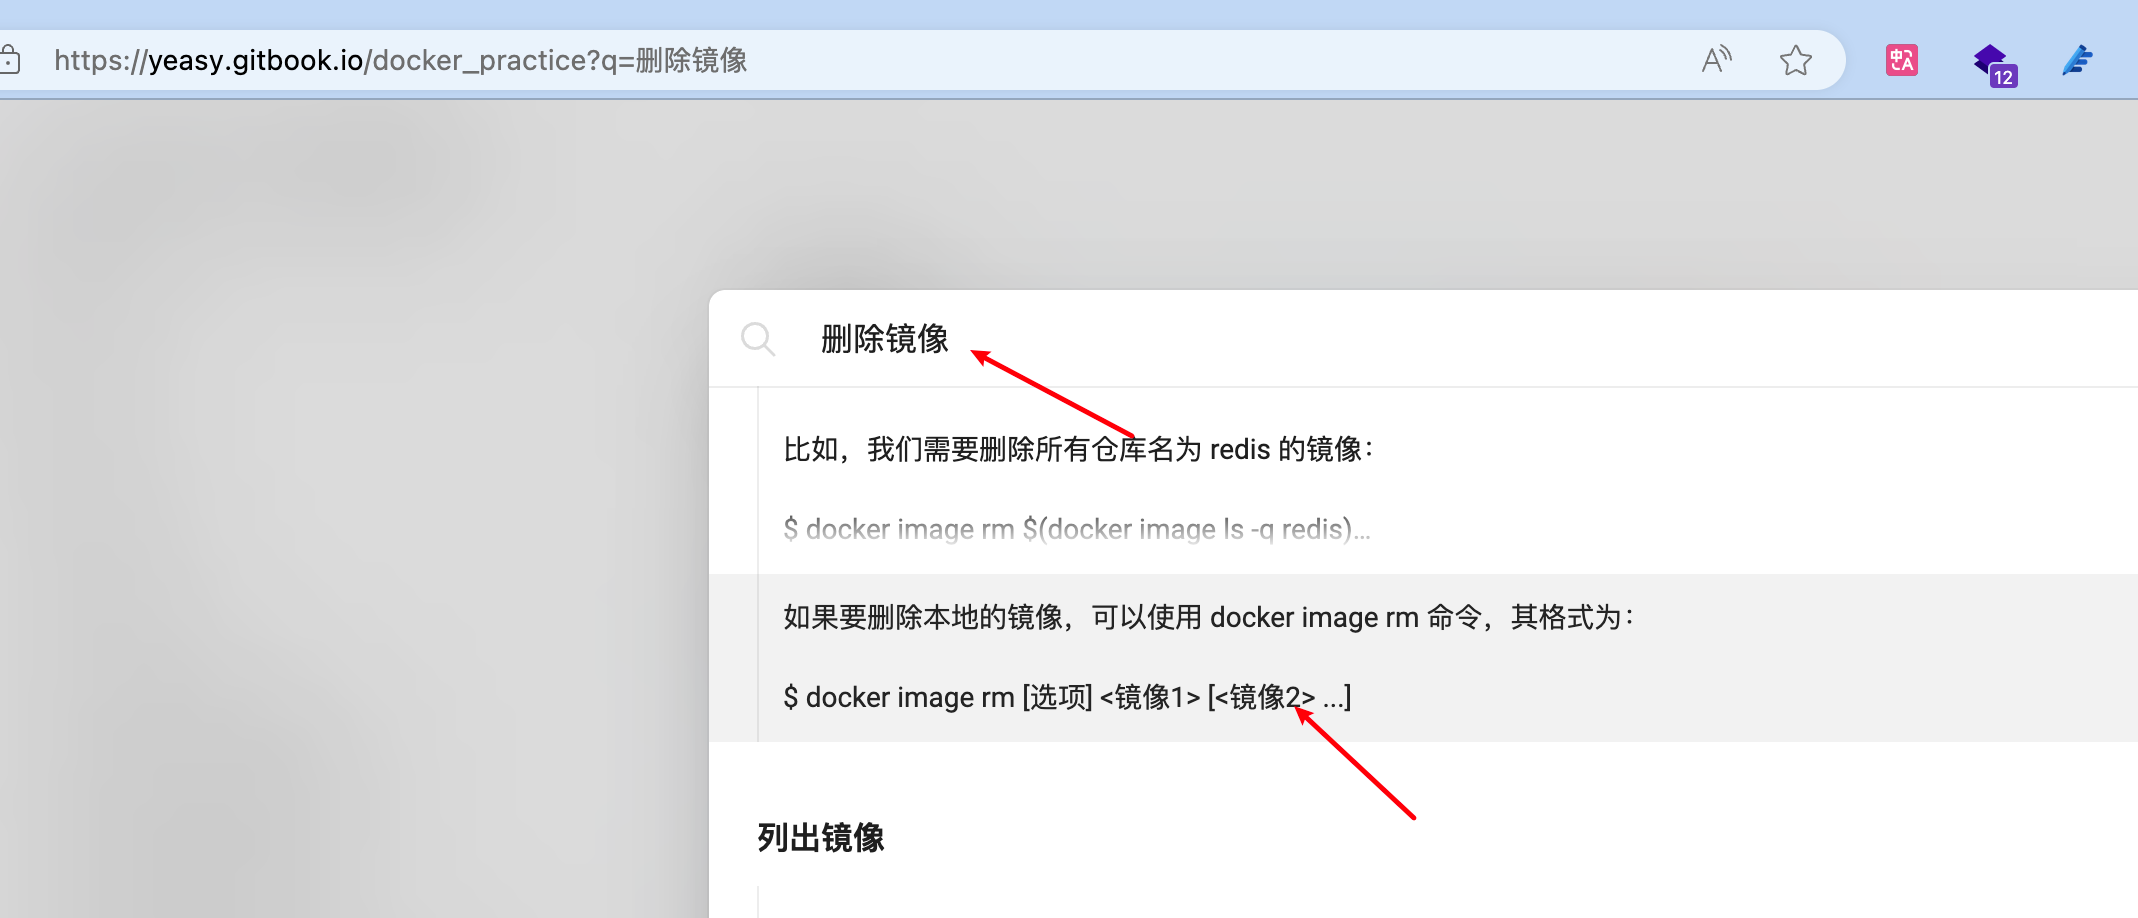 https://yeasy.gitbook.io/docker_practice?q=删除镜像
中A
12
删除镜像
比如，我们需要删除所有仓库名为 redis 的镜像：
$ docker image rm $(docker image ls -q redis)...
如果要删除本地的镜像，可以使用 docker image rm 命令，其格式为：
$ docker image rm [选项] <镜像1> [<镜像2> ...]
列出镜像